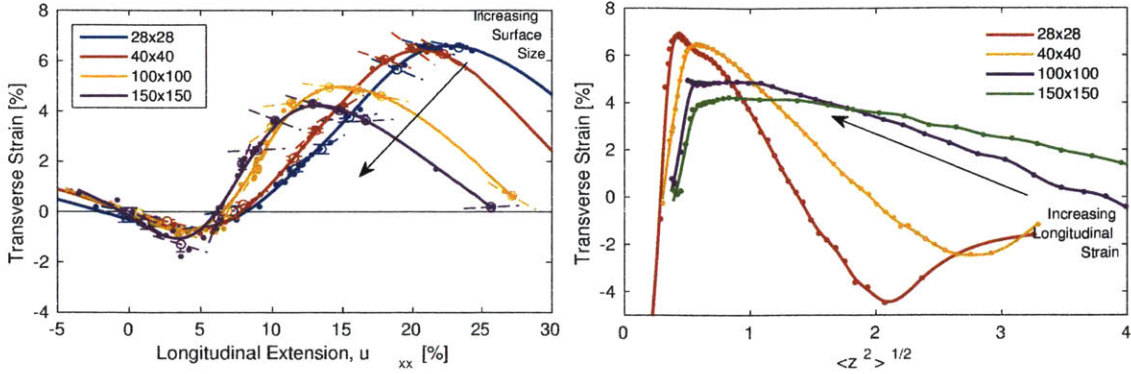 8
6
4
2
0
-2
-4
-5
0
5
10
15
20
25
30
Transverse Strain [%]
Longitudinal Extension, u xx [%]
28x28
40x40
100x100
150x150
Increasing
Surface
Size
8
6
4
2
0
-2
-4
0
1
2
3
4
Transverse Strain [%]
<z 2> 1/2
28x28
40x40
100x100
150x150
Increasing
Longitudinal
Strain